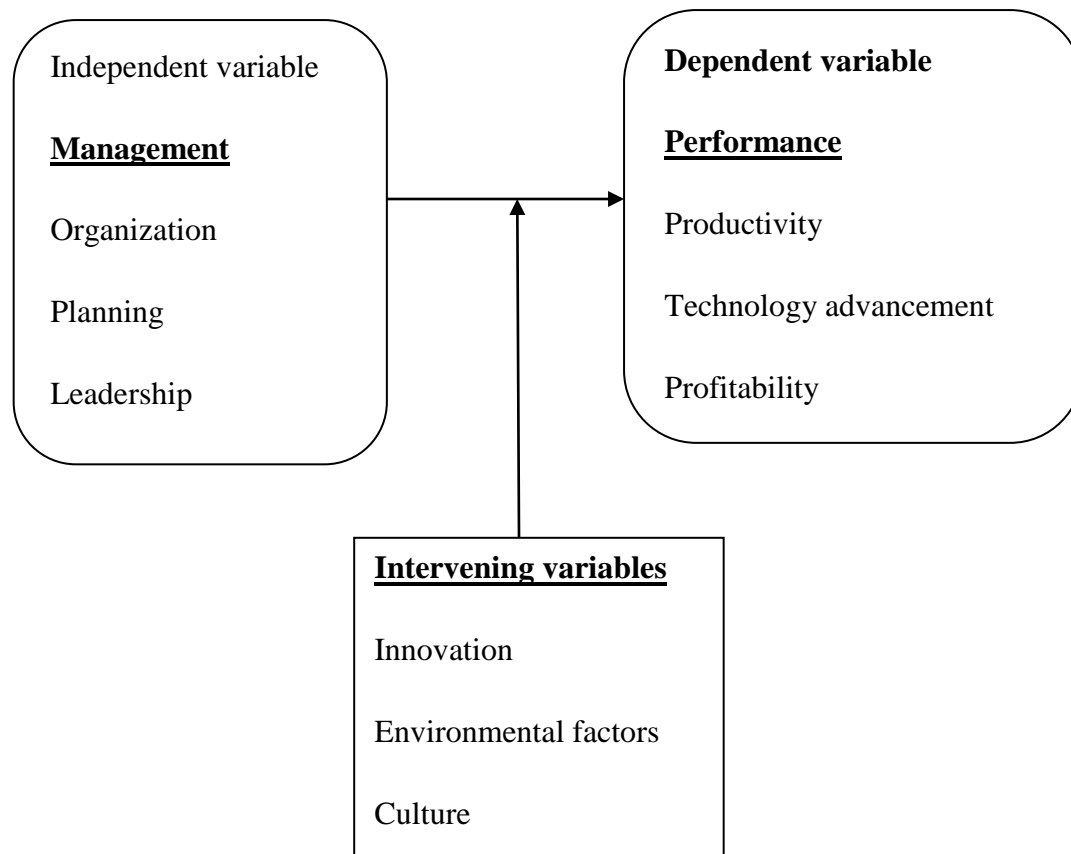 Independent variable
Management
Organization
Planning
Leadership
Dependent variable
Performance
Productivity
Technology advancement
Profitability
Intervening variables
Innovation
Environmental factors
Culture